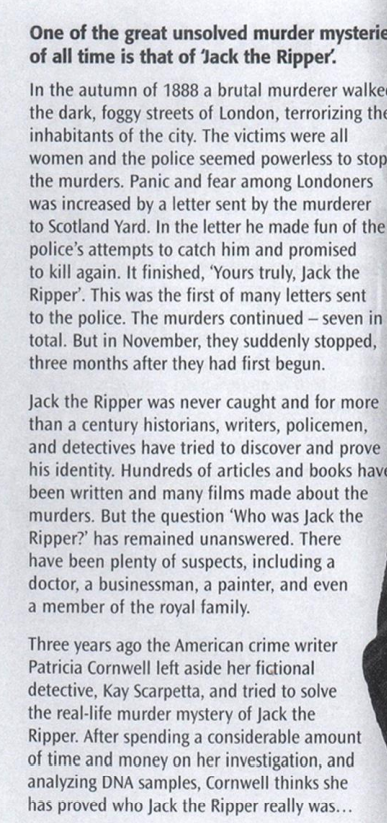 One of the great unsolved murder mysterie
of all time is that of ‘Jack the Ripper’.
In the autumn of 1888 a brutal murderer walke
the dark, foggy streets of London, terrorizing the
inhabitants of the city. The victims were all
women and the police seemed powerless to stop
the murders. Panic and fear among Londoners
was increased by a letter sent by the murderer
to Scotland Yard. In the letter he made fun of the
police’s attempts to catch him and promised
to kill again. It finished, ‘Yours truly, Jack the
Ripper’. This was the first of many letters sent
to the police. The murders continued – seven in
total. But in November, they suddenly stopped,
three months after they had first begun.
Jack the Ripper was never caught and for more
than a century historians, writers, policemen,
and detectives have tried to discover and prove
his identity. Hundreds of articles and books have
been written and many films made about the
murders. But the question ‘Who was Jack the
Ripper?’ has remained unanswered. There
have been plenty of suspects, including a
doctor, a businessman, a painter, and even
a member of the royal family.
Three years ago the American crime writer
Patricia Cornwell left aside her fictional
detective, Kay Scarpetta, and tried to solve
the real-life murder mystery of Jack the
Ripper. After spending a considerable amount
of time and money on her investigation, and
analyzing DNA samples, Cornwell thinks she
has proved who Jack the Ripper really was…